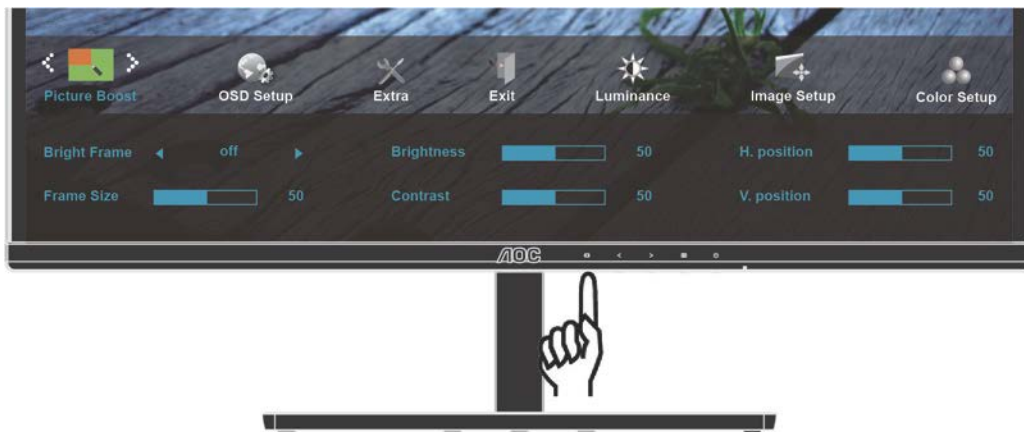 Picture Boost OSD Setup Extra Exit Luminance Image Setup Color Setup
Bright Frame off Brightness 50 H. position 50
Frame Size 50 Contrast 50 V. position 50
AOC